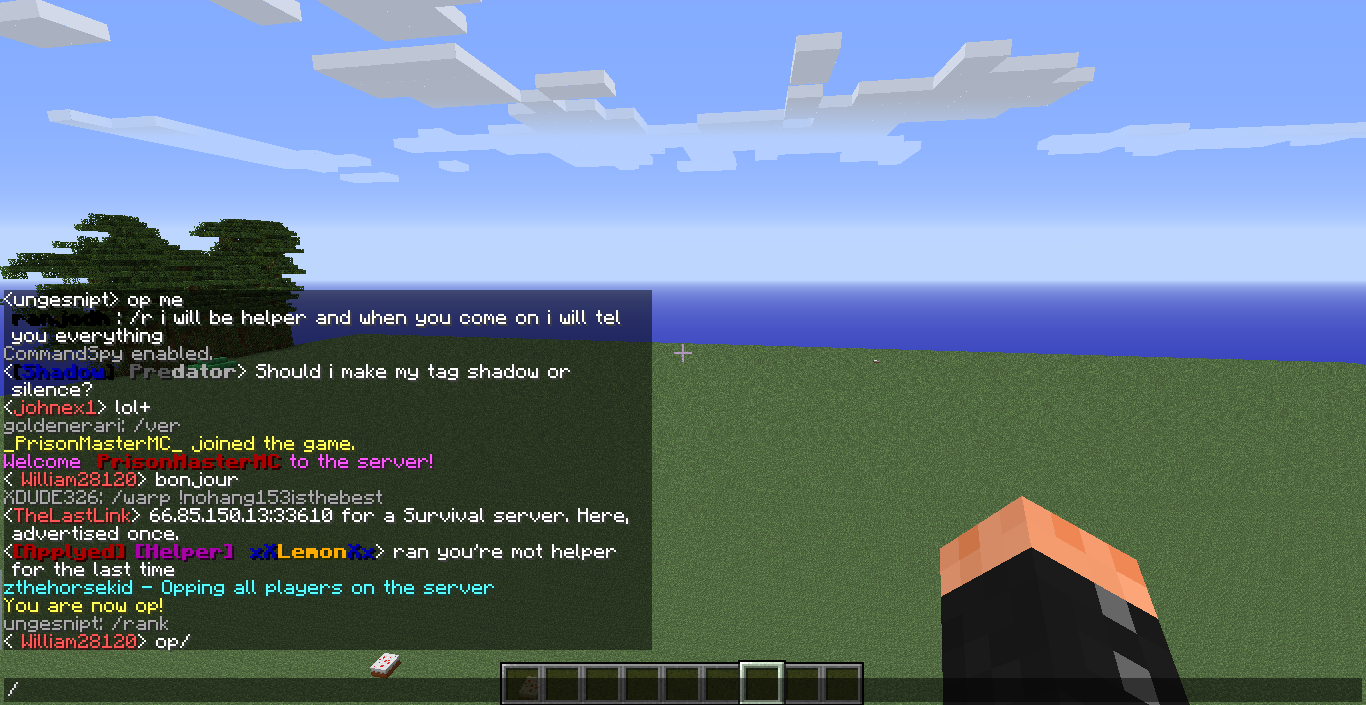 <ungesnipt> op me
ranjodh : /r i will be helper and when you come on i will tel
you everything
CommandSpy enabled.
<[Shadow] Predator> Should i make my tag shadow or
silence?
<johnex1> lol+
goldenerari: /ver
_PrisonMasterMC_ joined the game.
Welcome PrisonMasterMC to the server!
< William28120> bonjour
XDUDE326: /warp !nohang153isthebest
<TheLastLink> 66.85.150.13:33610 for a Survival server. Here,
advertised once.
<[Applyed] [Helper] xXLemonXx> ran you're mot helper
for the last time
zthehorsekid - Opping all players on the server
You are now op!
ungesnipt: /rank
< William28120> op/
/